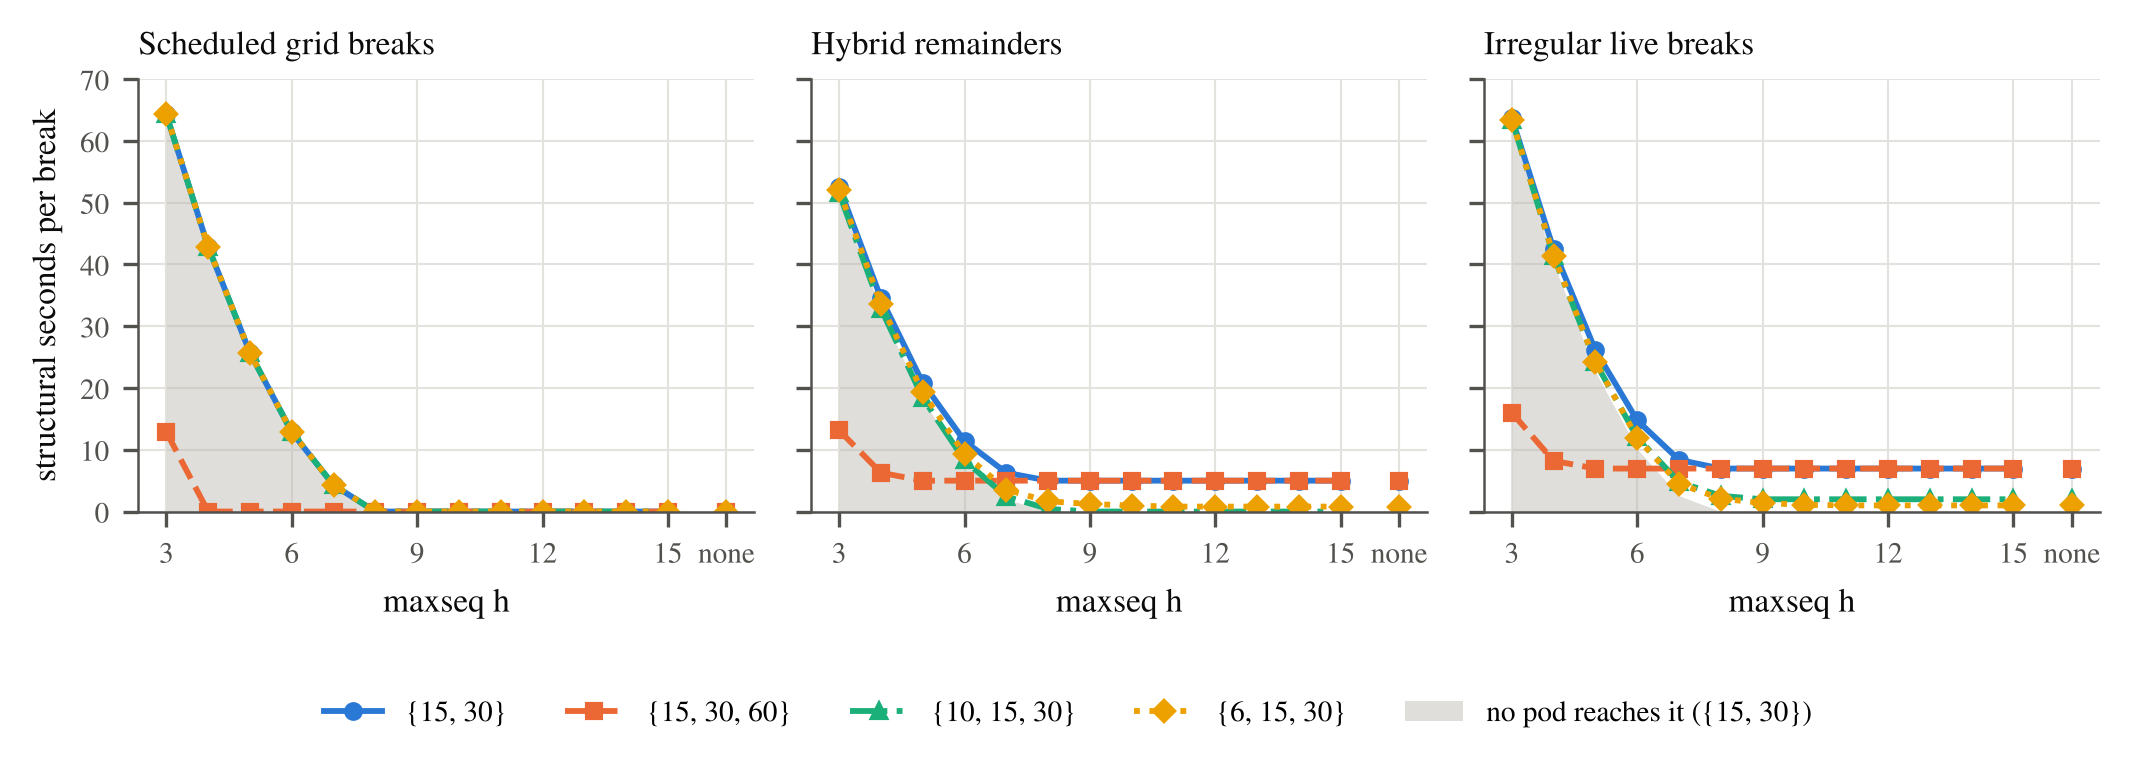 Scheduled grid breaks
Hybrid remainders
Irregular live breaks
structural seconds per break
70
60
50
40
30
20
10
0
3 6 9 12 15 none
3 6 9 12 15 none
3 6 9 12 15 none
maxseq h
maxseq h
maxseq h
{15, 30} {15, 30, 60} {10, 15, 30} {6, 15, 30} no pod reaches it ({15, 30})